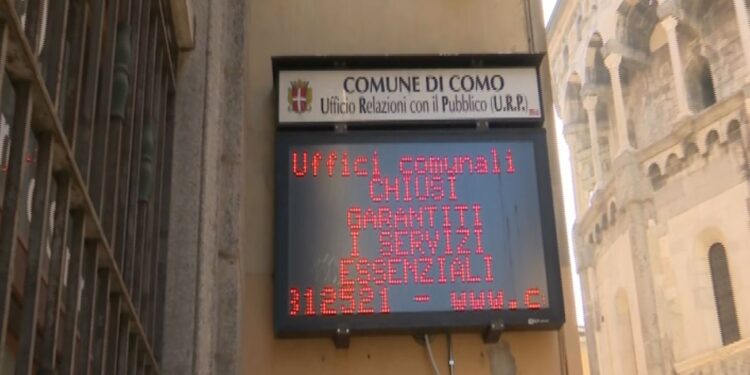 COMUNE DI COMO
Ufficio Relazioni con il Pubblico (U.R.P.)
Uffici comunali
CHIUSI
GARANTITI
I SERVIZI
ESSENZIALI
312521 - www.c